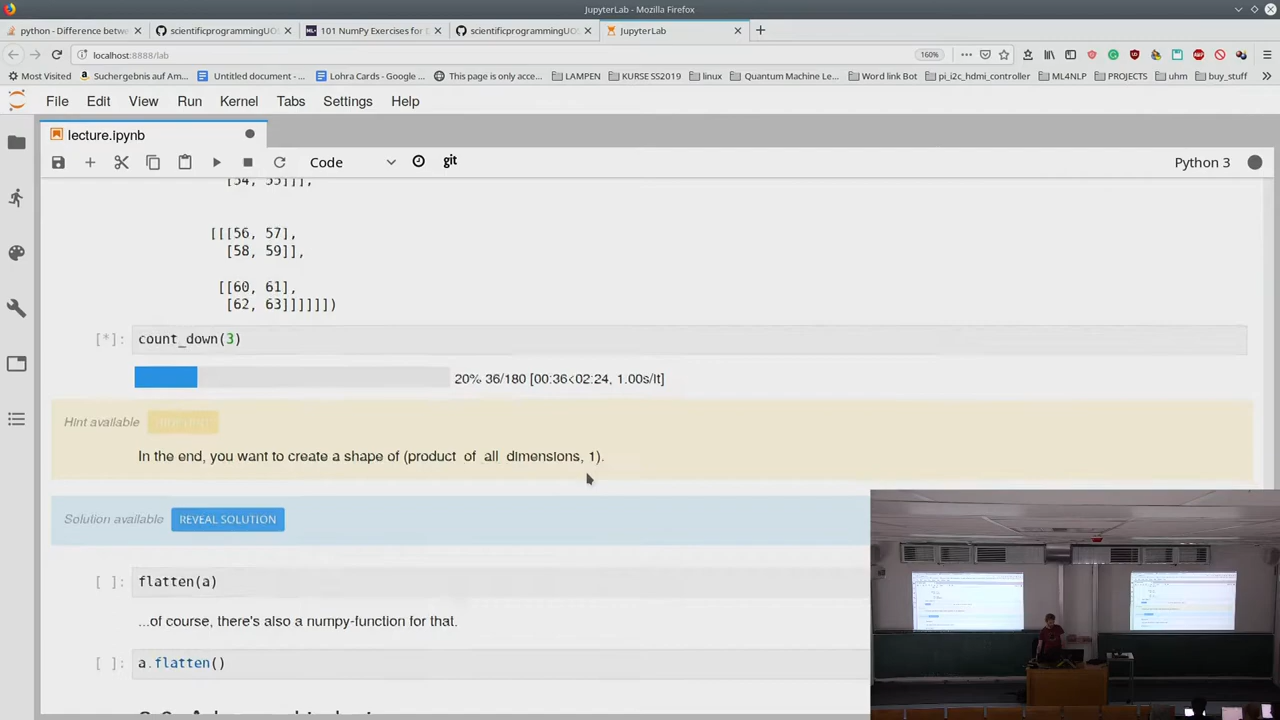 JupyterLab - Mozilla Firefox
python - Difference betwe
scientificprogrammingUO
101 NumPy Exercises for D
scientificprogrammingUO
JupyterLab
localhost:8888/lab
160%
Most Visited
Suchergebnis auf Am...
Untitled document - ...
Lohra Cards - Google ...
This page is only acce...
LAMPEN
KURSE SS2019
linux
Quantum Machine Le...
Word link Bot
pi_i2c_hdmi_controller
ML4NLP
PROJECTS
uhm
buy_stuff
File Edit View Run Kernel Tabs Settings Help
lecture.ipynb
Code
git
Python 3
[54, 55]]],
[[[56, 57],
[58, 59]],
[[60, 61],
[62, 63]]]]]])
[*]: count_down(3)
20% 36/180 [00:36<02:24, 1.00s/it]
Hint available
In the end, you want to create a shape of (product_of_all_dimensions, 1).
Solution available REVEAL SOLUTION
[ ]: flatten(a)
...of course, there's also a numpy-function for that.
[ ]: a.flatten()